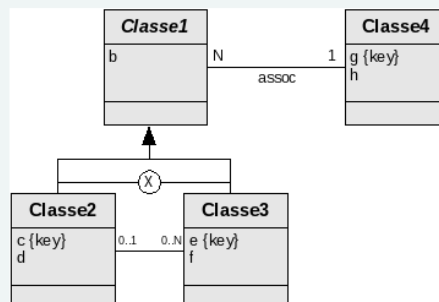 Classe1
b
Classe4
g {key}
h
N
1
assoc
X
Classe2
c {key}
d
0..1
0..N
Classe3
e {key}
f